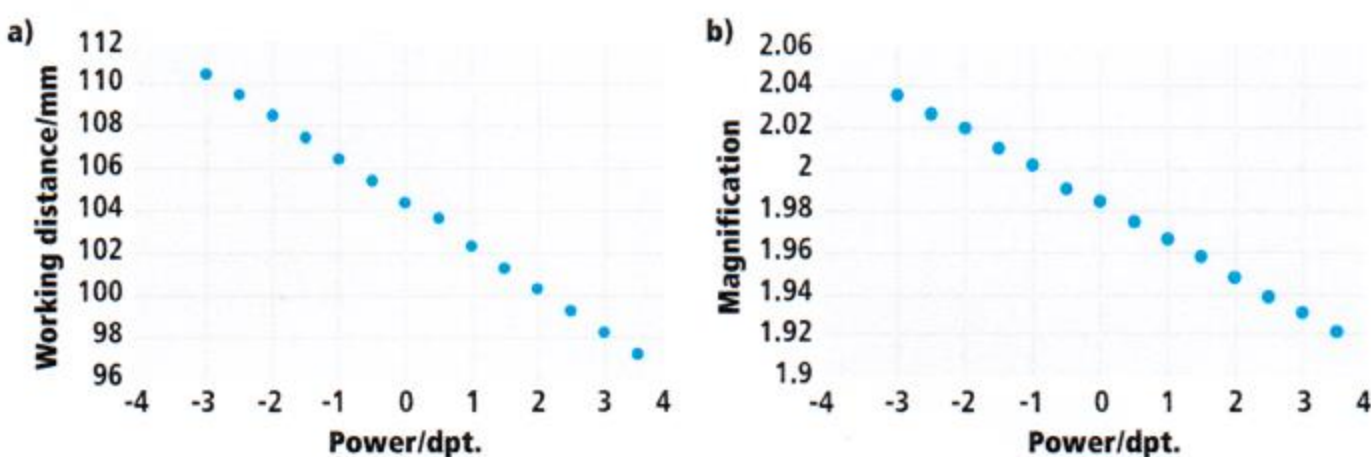 a)
Working distance/mm
112
110
108
106
104
102
100
98
96
-4 -3 -2 -1 0 1 2 3 4
Power/dpt.
b)
Magnification
2.06
2.04
2.02
2
1.98
1.96
1.94
1.92
1.9
-4 -3 -2 -1 0 1 2 3 4
Power/dpt.